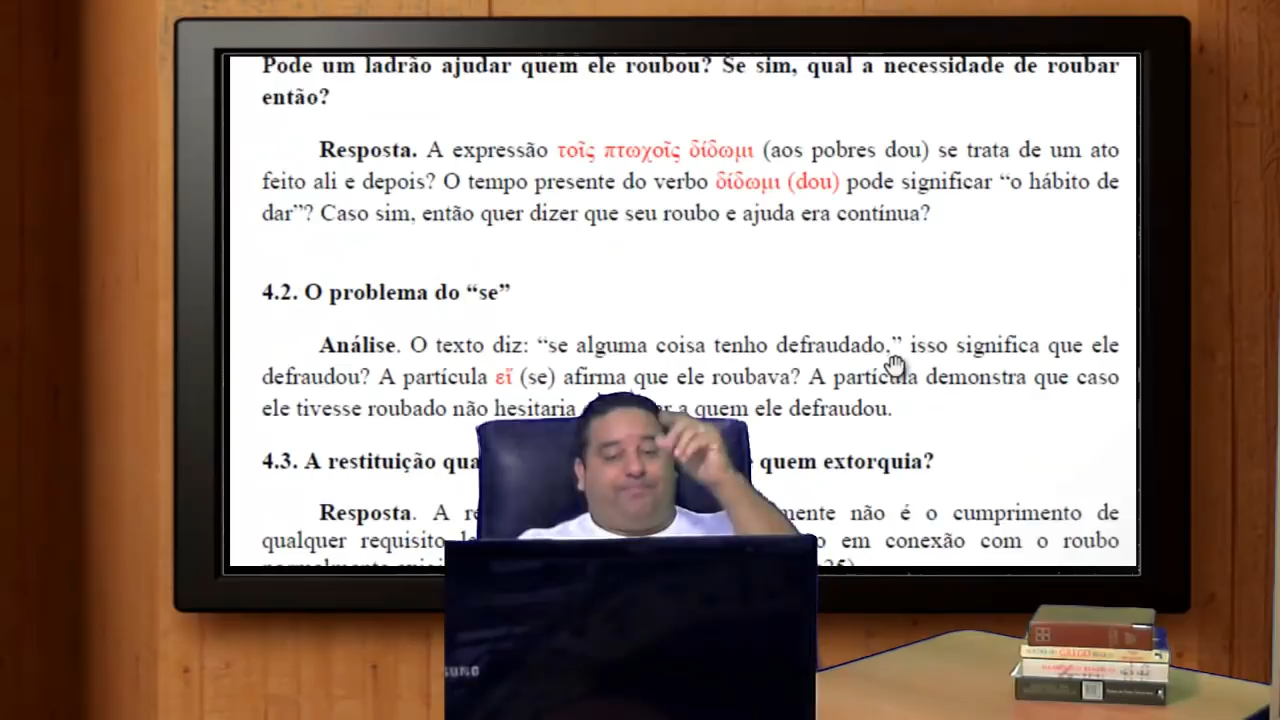 Pode um ladrão ajudar quem ele roubou? Se sim, qual a necessidade de roubar
então?
Resposta. A expressão τοῖς πτωχοῖς δίδωμι (aos pobres dou) se trata de um ato
feito ali e depois? O tempo presente do verbo δίδωμι (dou) pode significar “o hábito de
dar”? Caso sim, então quer dizer que seu roubo e ajuda era contínua?
4.2. O problema do “se”
Análise. O texto diz: “se alguma coisa tenho defraudado,” isso significa que ele
defraudou? A partícula εἴ (se) afirma que ele roubava? A partícula demonstra que caso
ele tivesse roubado não hesitaria a quem ele defraudou.
4.3. A restituição quem extorquia?
Resposta. A não é o cumprimento de
qualquer requisito em conexão com o roubo
GREGO